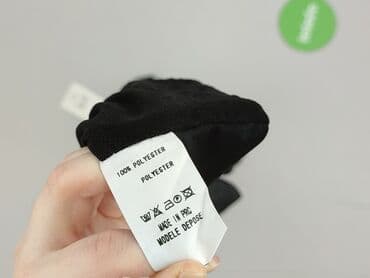 100% POLYESTER
POLYESTER
MADE IN PRC
MODELE DEPOSE